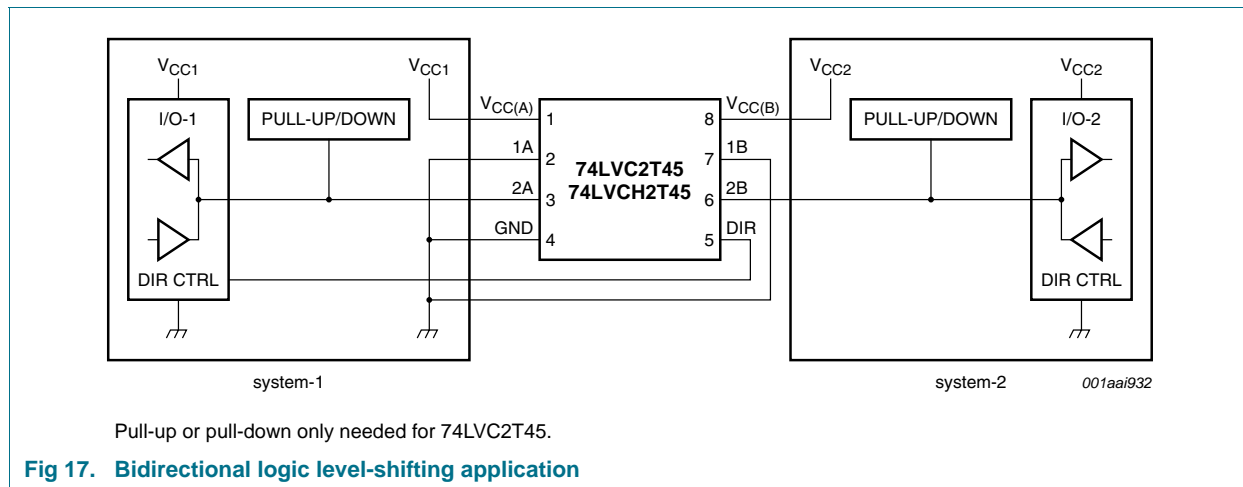 VCC1
VCC1
VCC2
VCC2
I/O-1
PULL-UP/DOWN
VCC(A)
1
8
VCC(B)
PULL-UP/DOWN
I/O-2
1A
2
7
1B
74LVC2T45
74LVCH2T45
2A
3
6
2B
GND
4
5
DIR
DIR CTRL
DIR CTRL
system-1
system-2
001aai932
Pull-up or pull-down only needed for 74LVC2T45.
Fig 17. Bidirectional logic level-shifting application